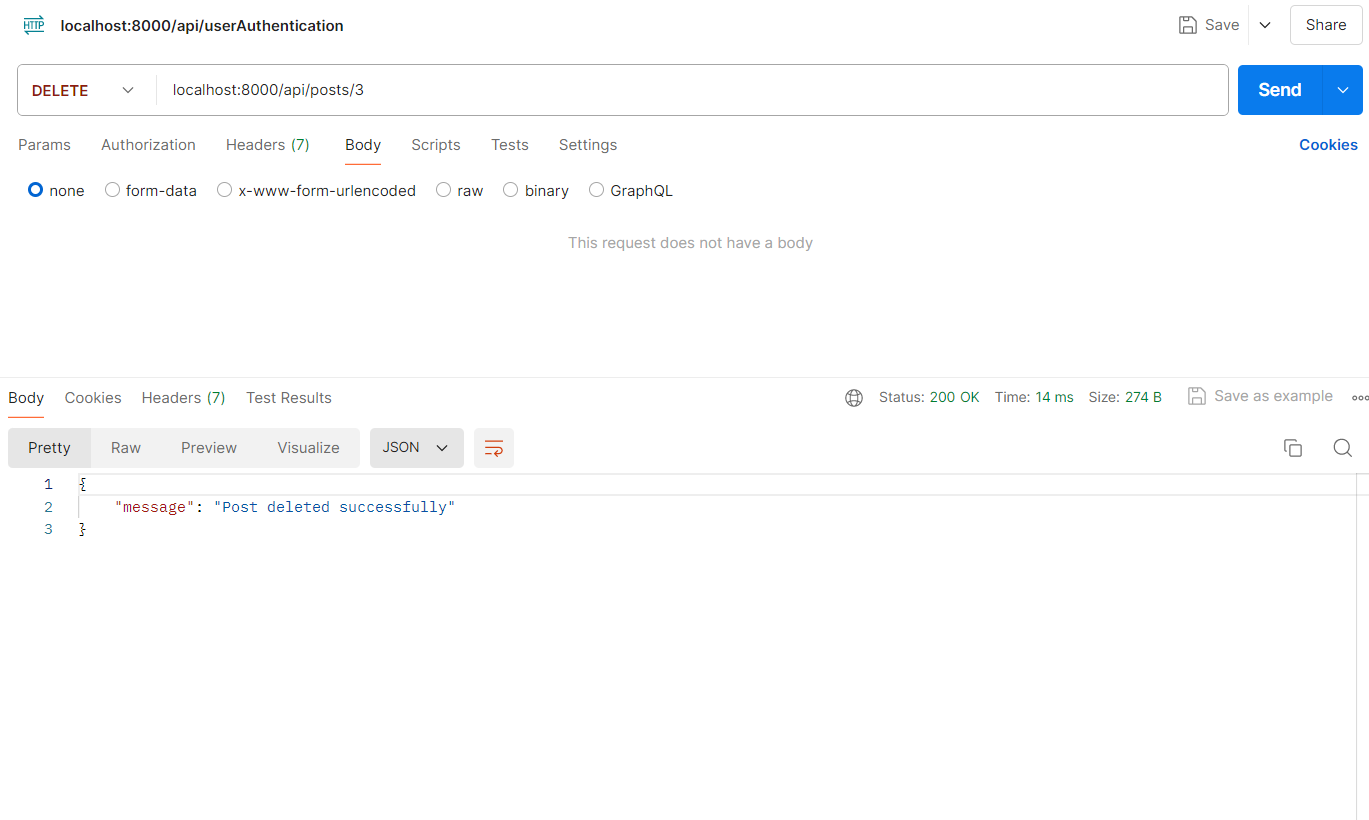 HTTP localhost:8000/api/userAuthentication Save Share
DELETE localhost:8000/api/posts/3 Send
Params Authorization Headers (7) Body Scripts Tests Settings Cookies
none form-data x-www-form-urlencoded raw binary GraphQL
This request does not have a body
Body Cookies Headers (7) Test Results Status: 200 OK Time: 14 ms Size: 274 B Save as example
Pretty Raw Preview Visualize JSON
1 {
2 "message": "Post deleted successfully"
3 }